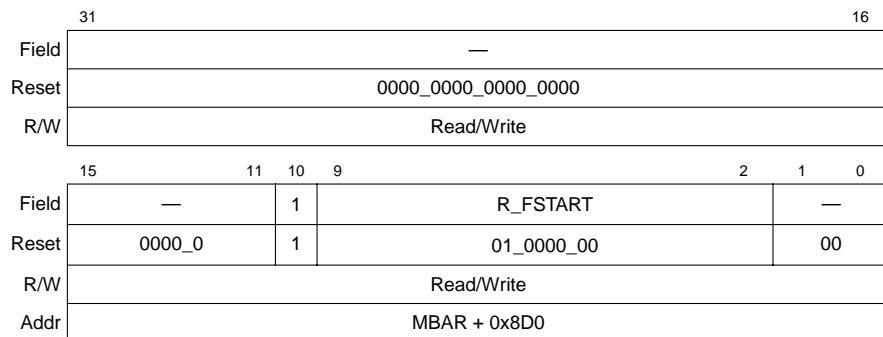 31 16
Field —
Reset 0000_0000_0000_0000
R/W Read/Write
15 11 10 9 2 1 0
Field — 1 R_FSTART —
Reset 0000_0 1 01_0000_00 00
R/W Read/Write
Addr MBAR + 0x8D0